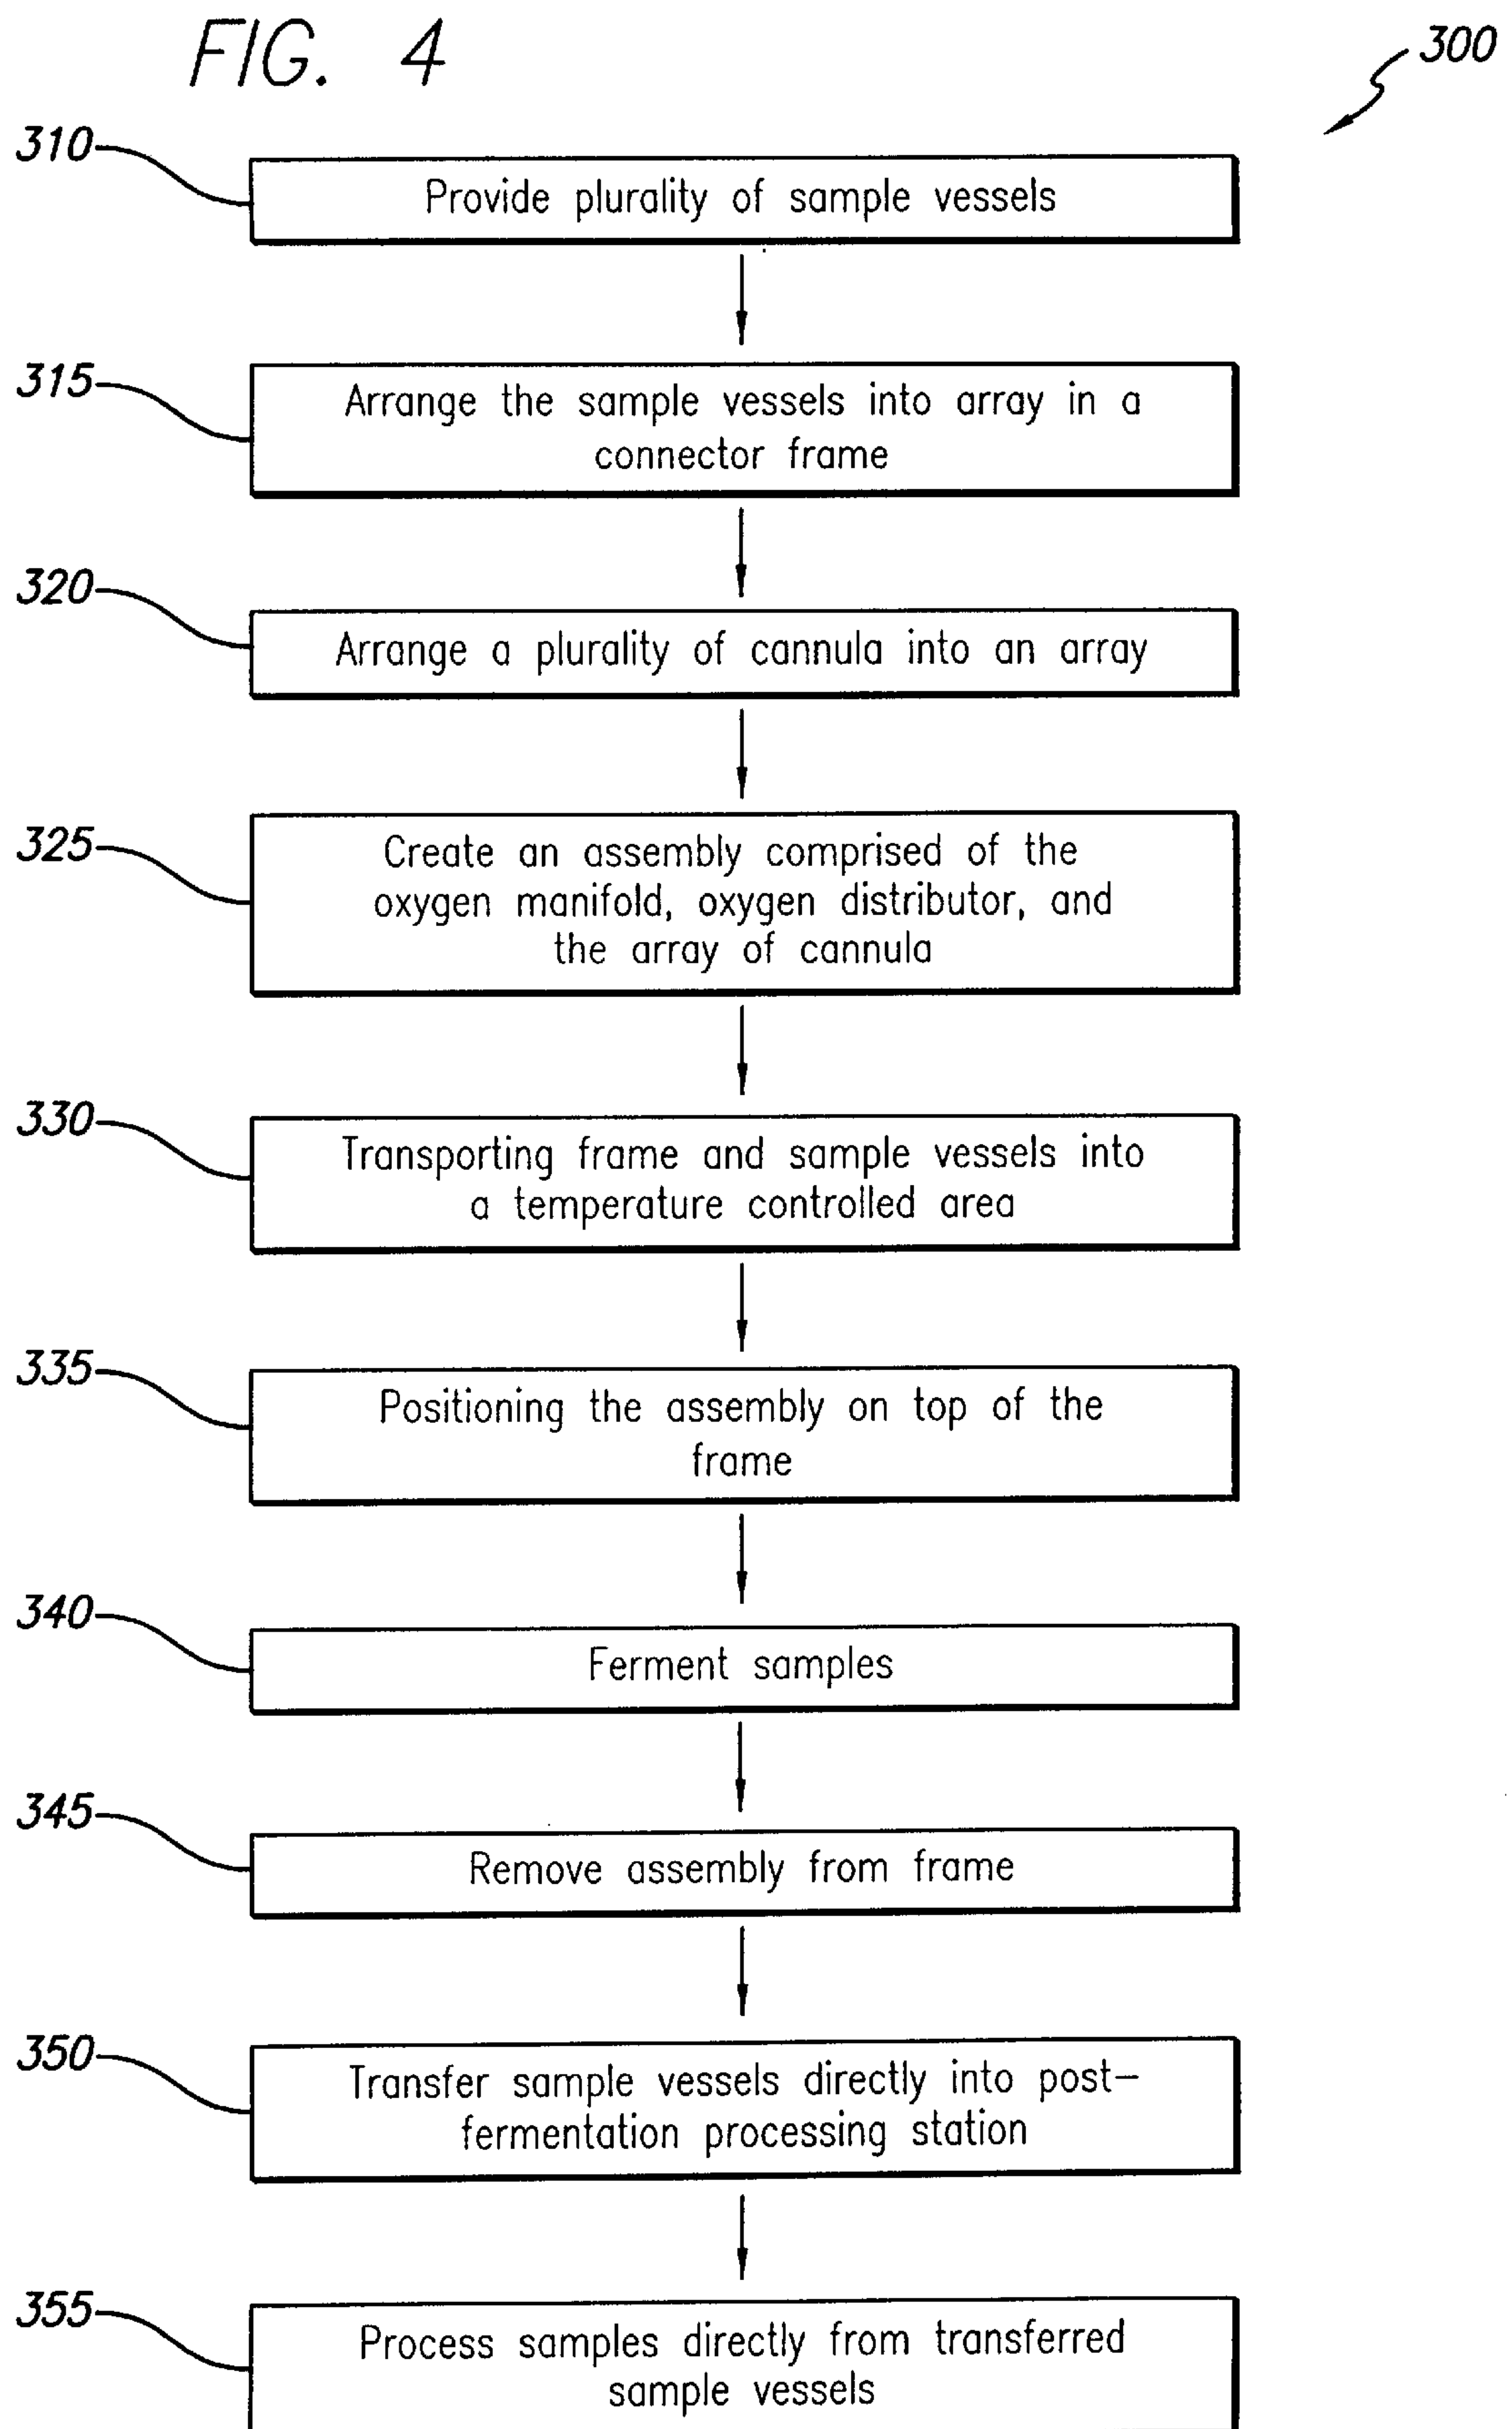 FIG. 4
300
310
Provide plurality of sample vessels
315
Arrange the sample vessels into array in a
connector frame
320
Arrange a plurality of cannula into an array
325
Create an assembly comprised of the
oxygen manifold, oxygen distributor, and
the array of cannula
330
Transporting frame and sample vessels into
a temperature controlled area
335
Positioning the assembly on top of the
frame
340
Ferment samples
345
Remove assembly from frame
350
Transfer sample vessels directly into post-
fermentation processing station
355
Process samples directly from transferred
sample vessels